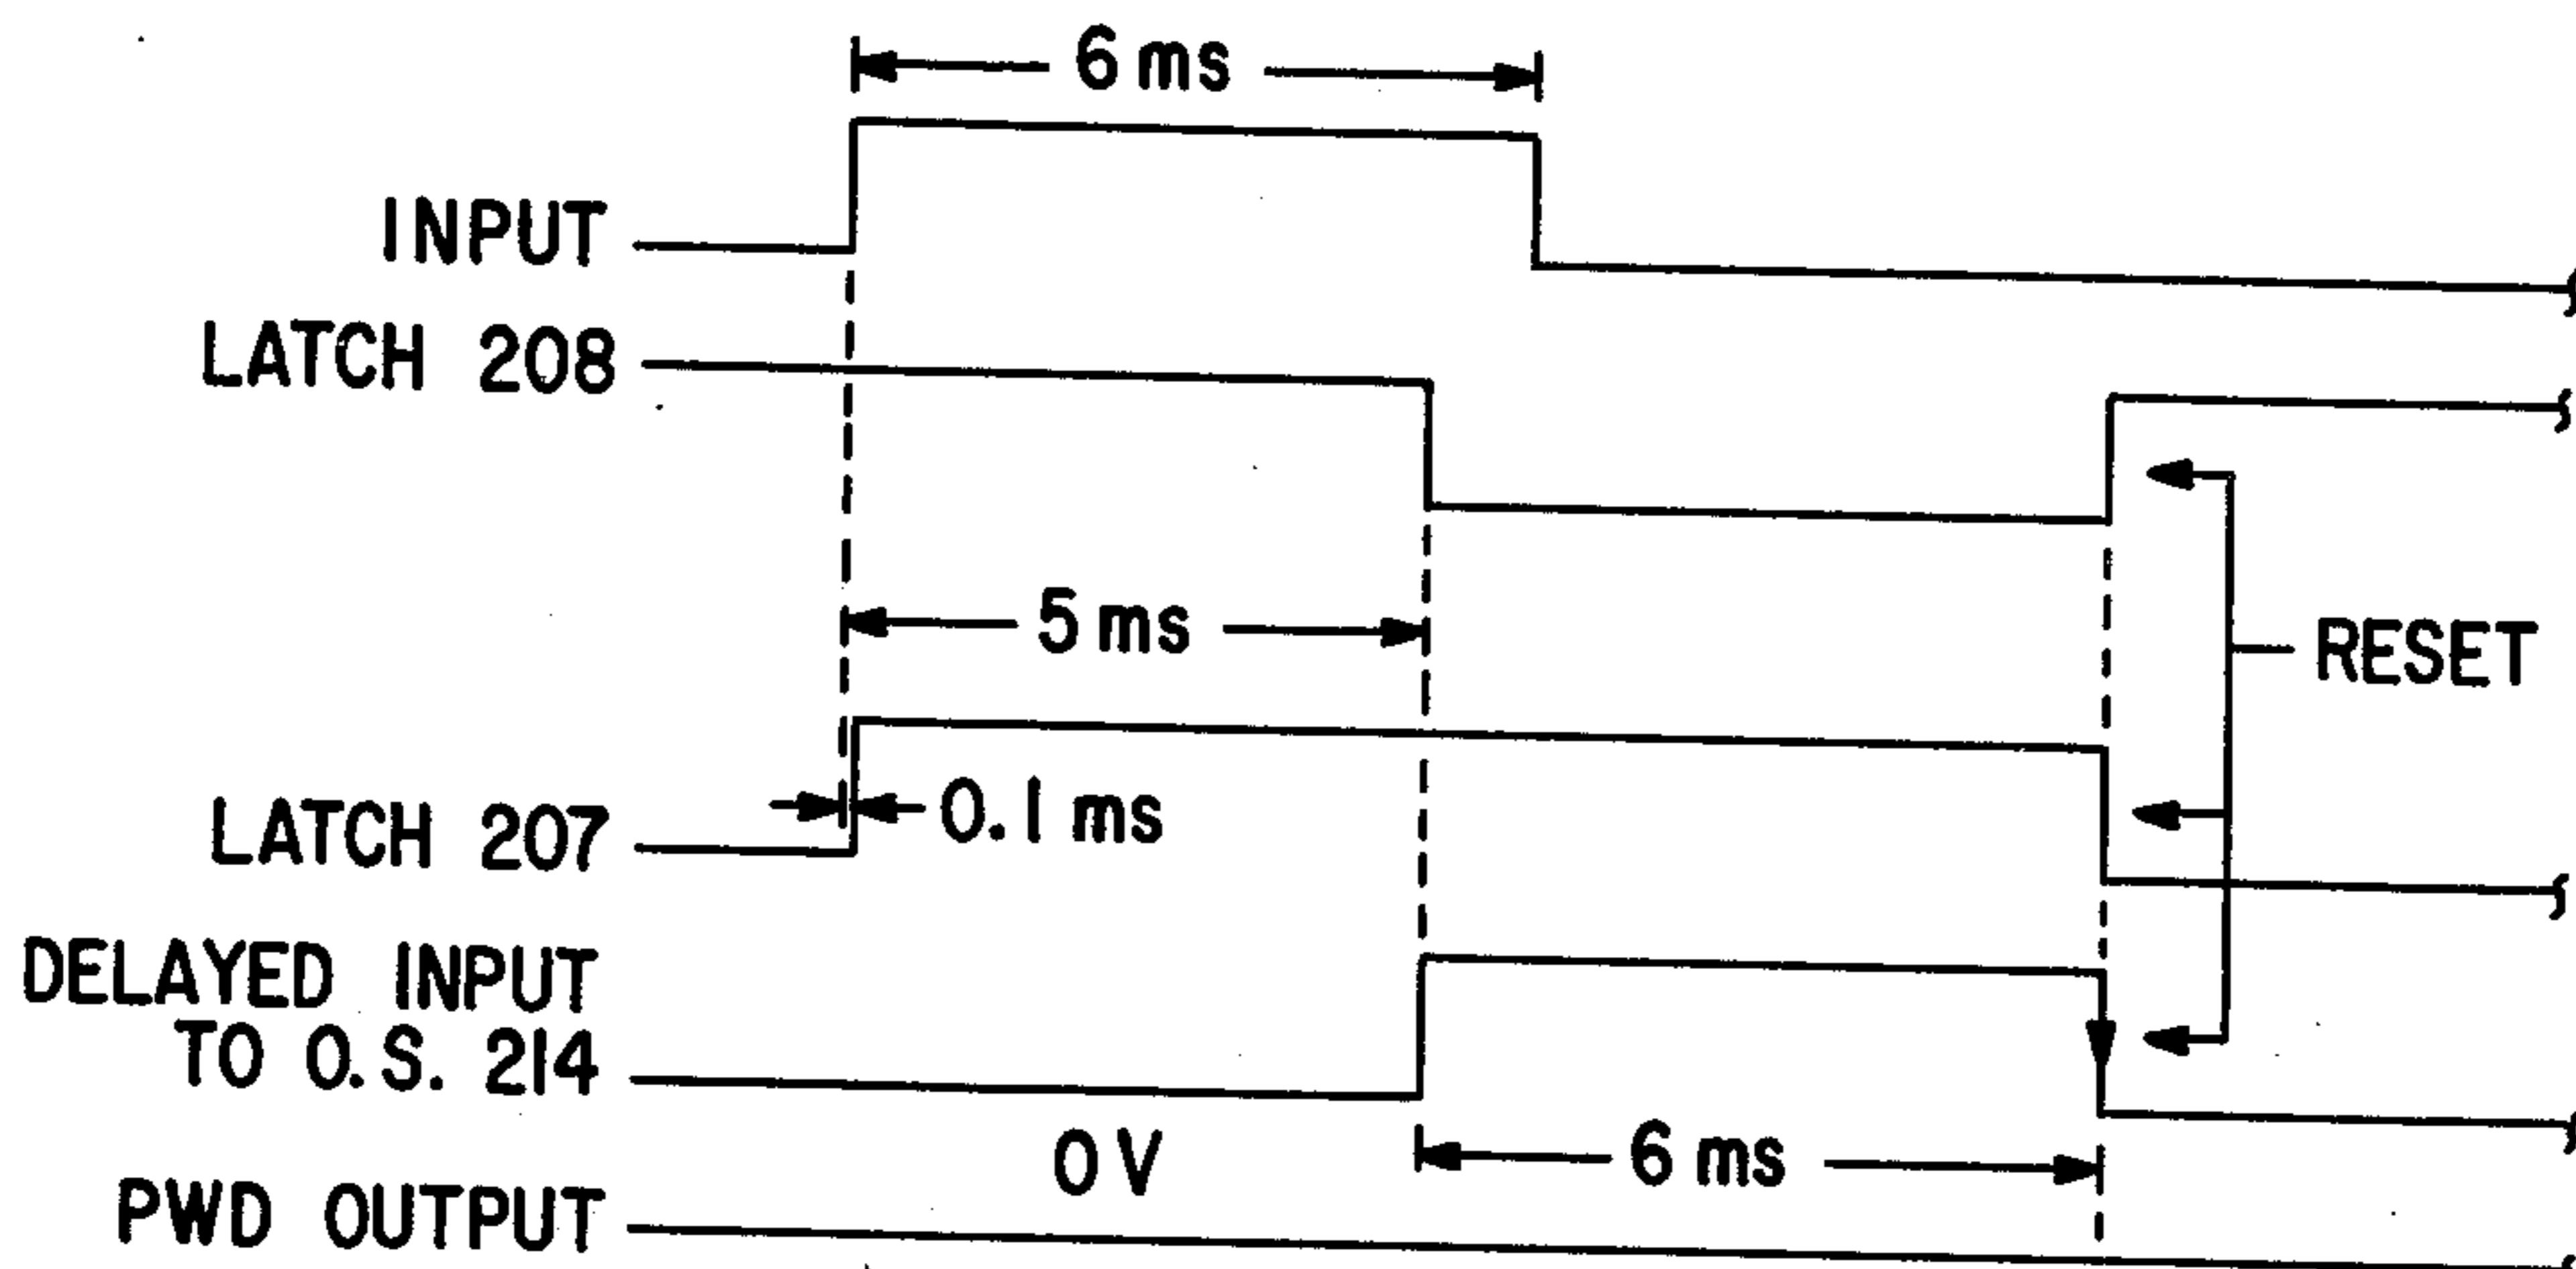 6 ms
INPUT
LATCH 208
5 ms
RESET
LATCH 207
0.1 ms
DELAYED INPUT
TO O.S. 214
0 V
6 ms
PWD OUTPUT